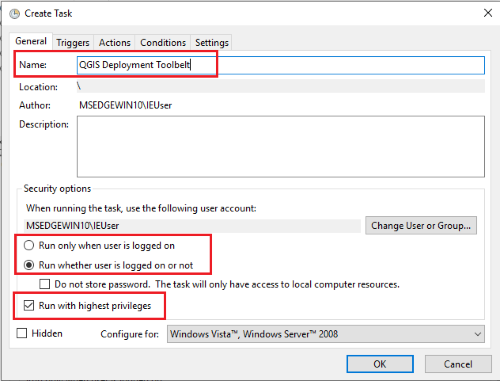 Create Task
General Triggers Actions Conditions Settings
Name: QGIS Deployment Toolbelt
Location: \
Author: MSEDGEWIN10\IEUser
Description:
Security options
When running the task, use the following user account:
MSEDGEWIN10\IEUser Change User or Group...
Run only when user is logged on
Run whether user is logged on or not
Do not store password. The task will only have access to local computer resources.
Run with highest privileges
Hidden Configure for: Windows Vista™, Windows Server™ 2008
OK Cancel